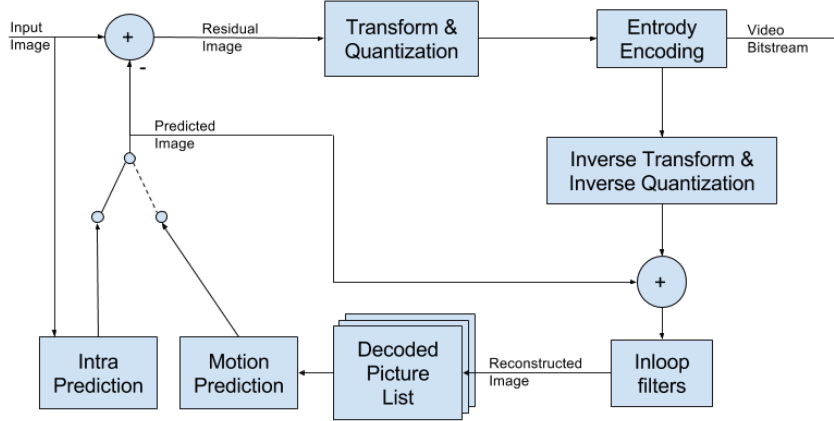 Input
Image
+
-
Residual
Image
Transform &
Quantization
Entrody
Encoding
Video
Bitstream
Predicted
Image
Inverse Transform &
Inverse Quantization
+
Intra
Prediction
Motion
Prediction
Decoded
Picture
List
Reconstructed
Image
Inloop
filters